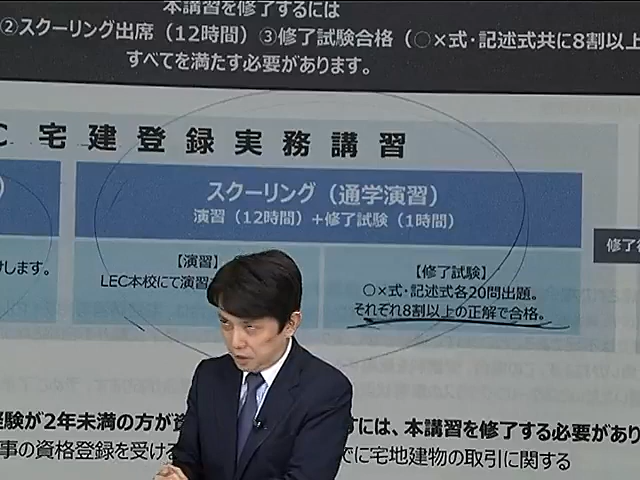 本講習を修了するには
②スクーリング出席（12時間）③修了試験合格（○×式・記述式共に8割以上
すべてを満たす必要があります。
C 宅建登録実務講習
スクーリング（通学演習）
演習（12時間）＋修了試験（1時間）
【演習】
LEC本校にて演習
【修了試験】
○×式・記述式各20問出題。
それぞれ8割以上の正解で合格。
けします。
修了
験が2年未満の方が資
すには、本講習を修了する必要があり
事の資格登録を受ける
でに宅地建物の取引に関する